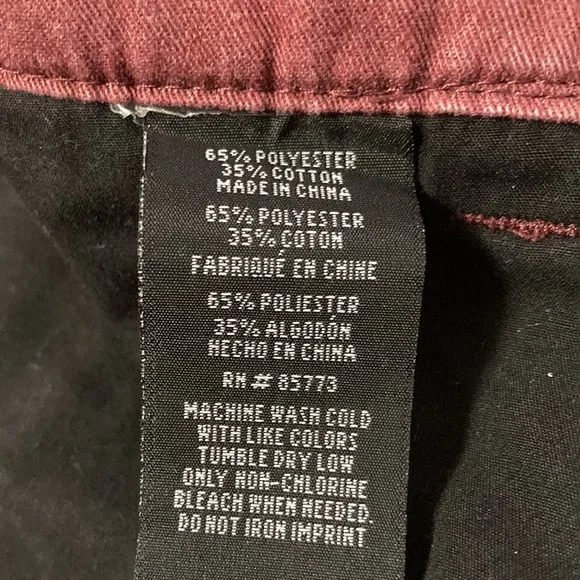 65% POLYESTER
35% COTTON
MADE IN CHINA
65% POLYESTER
35% COTON
FABRIQUÉ EN CHINE
65% POLIESTER
35% ALGODÓN
HECHO EN CHINA
RN # 85773
MACHINE WASH COLD
WITH LIKE COLORS
TUMBLE DRY LOW
ONLY NON-CHLORINE
BLEACH WHEN NEEDED.
DO NOT IRON IMPRINT